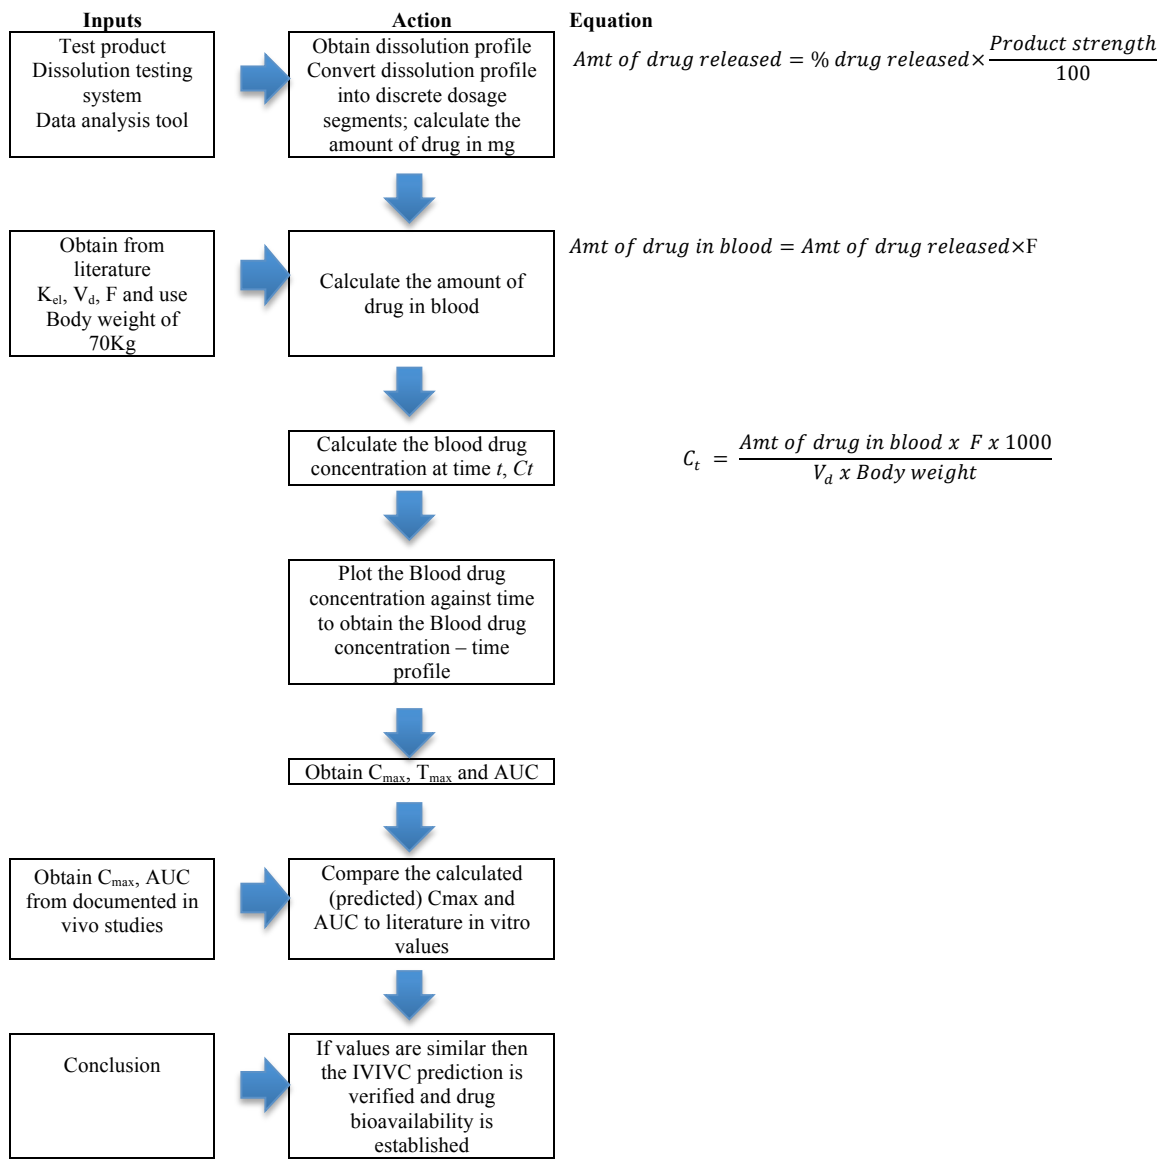 Inputs
Action
Equation
Test product
Dissolution testing
system
Data analysis tool
Obtain dissolution profile
Convert dissolution profile
into discrete dosage
segments; calculate the
amount of drug in mg
Amt of drug released = % drug released × Product strength / 100
Obtain from
literature
Kel, Vd, F and use
Body weight of
70Kg
Calculate the amount of
drug in blood
Amt of drug in blood = Amt of drug released×F
Calculate the blood drug
concentration at time t, Ct
Ct = Amt of drug in blood x F x 1000 / Vd x Body weight
Plot the Blood drug
concentration against time
to obtain the Blood drug
concentration – time
profile
Obtain Cmax, Tmax and AUC
Obtain Cmax, AUC
from documented in
vivo studies
Compare the calculated
(predicted) Cmax and
AUC to literature in vitro
values
Conclusion
If values are similar then
the IVIVC prediction is
verified and drug
bioavailability is
established